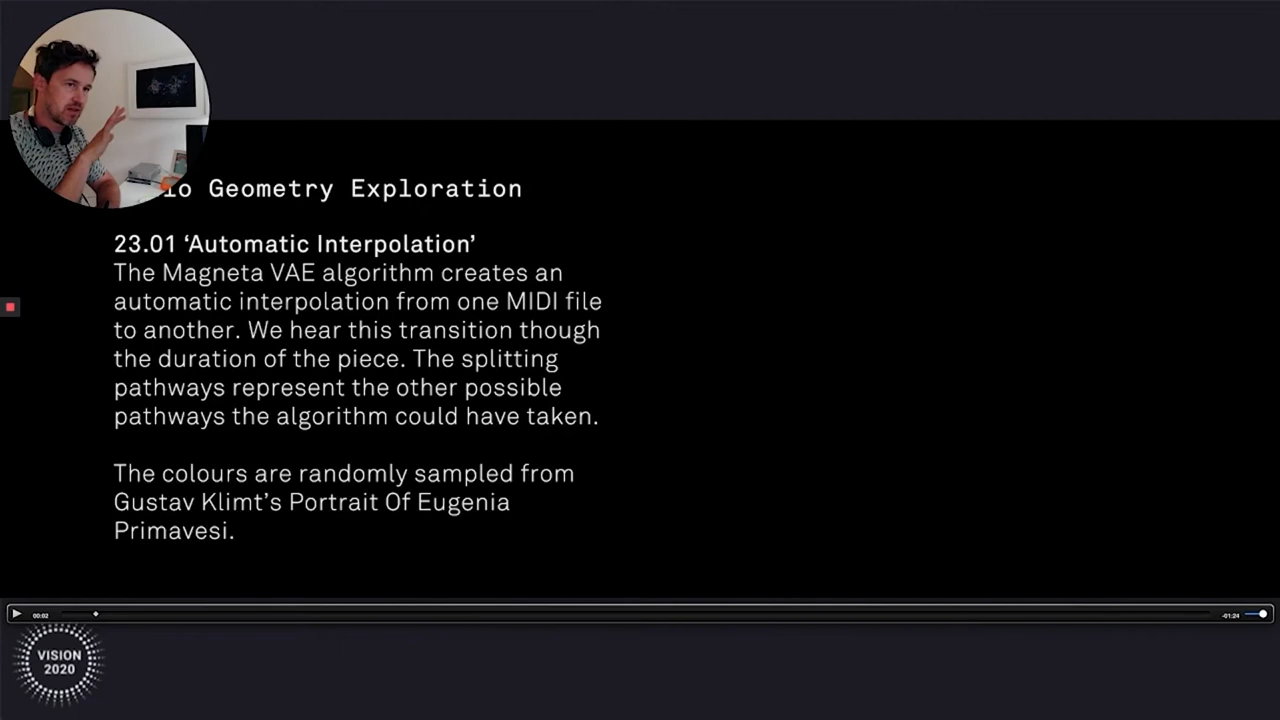 io Geometry Exploration
23.01 ‘Automatic Interpolation’
The Magneta VAE algorithm creates an
automatic interpolation from one MIDI file
to another. We hear this transition though
the duration of the piece. The splitting
pathways represent the other possible
pathways the algorithm could have taken.
The colours are randomly sampled from
Gustav Klimt’s Portrait Of Eugenia
Primavesi.
00:02
-01:24
VISION
2020